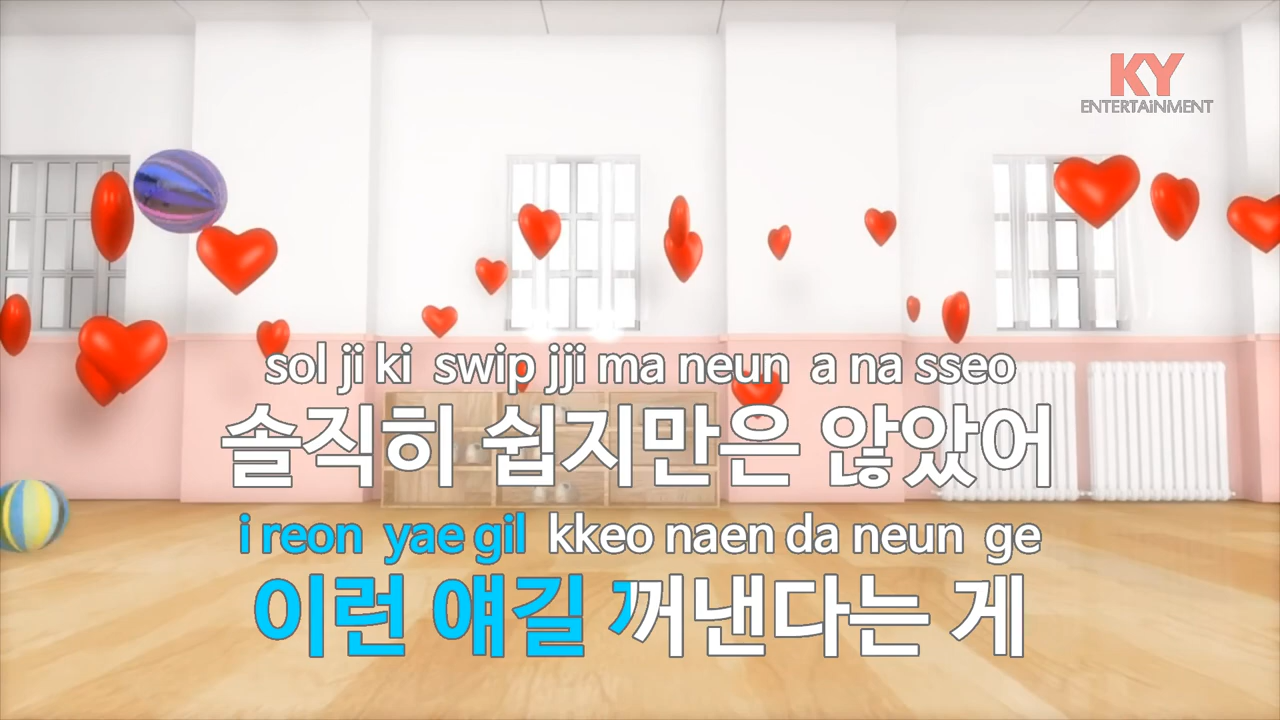 KY
ENTERTAiNMENT
sol ji ki swip jji ma neun a na sseo
솔직히 쉽지만은 않았어
i reon yae gil kkeo naen da neun ge
이런 얘길 꺼낸다는 게